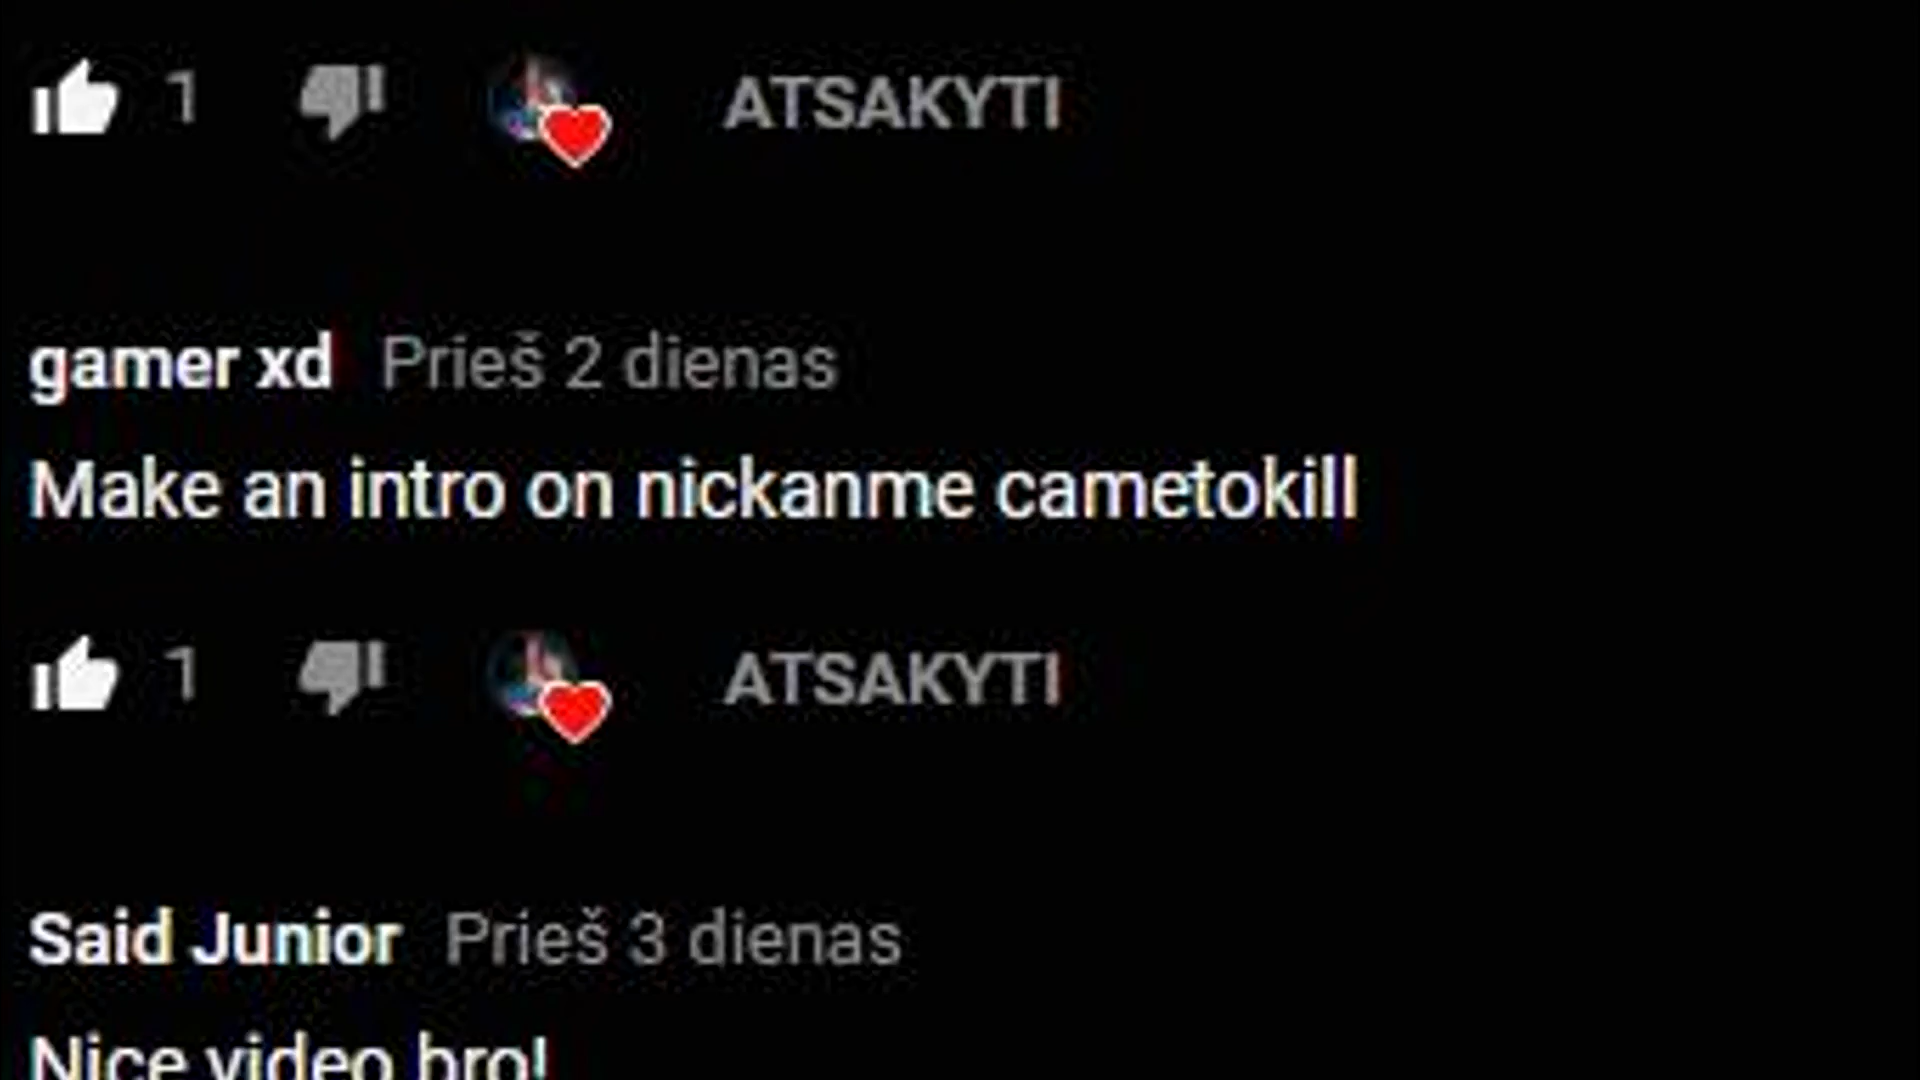 1 ATSAKYTI
gamer xd Prieš 2 dienas
Make an intro on nickanme cametokill
1 ATSAKYTI
Said Junior Prieš 3 dienas
Nice video bro!